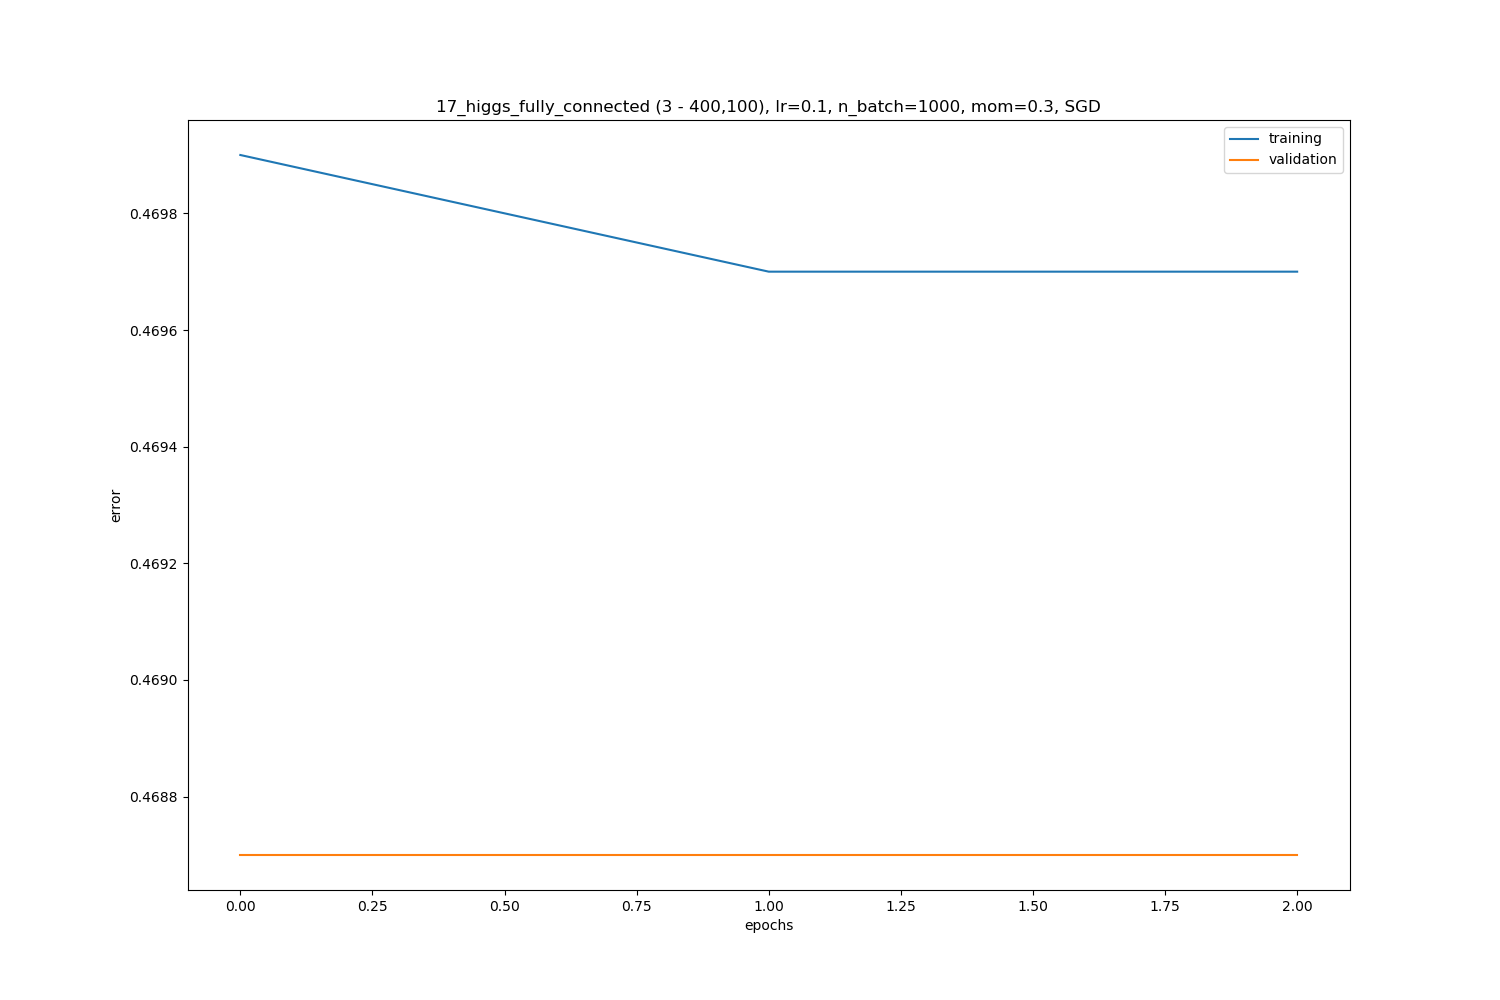 17_higgs_fully_connected (3 - 400,100), lr=0.1, n_batch=1000, mom=0.3, SGD
training
validation
0.4698
0.4696
0.4694
0.4692
0.4690
0.4688
error
0.00 0.25 0.50 0.75 1.00 1.25 1.50 1.75 2.00
epochs